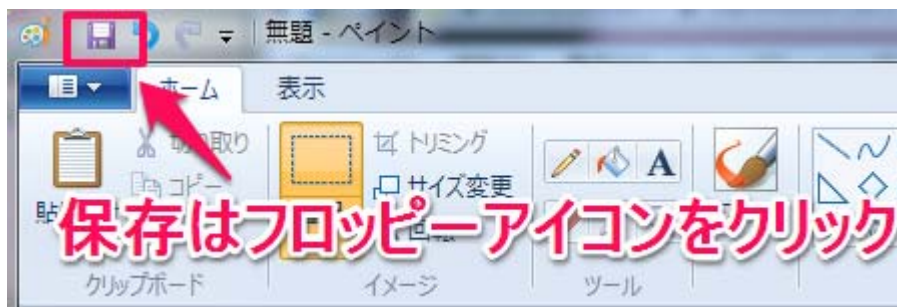 無題 - ペイント
ホーム 表示
トリミング
サイズ変更
A
保存はフロッピーアイコンをクリック
クリップボード イメージ ツール